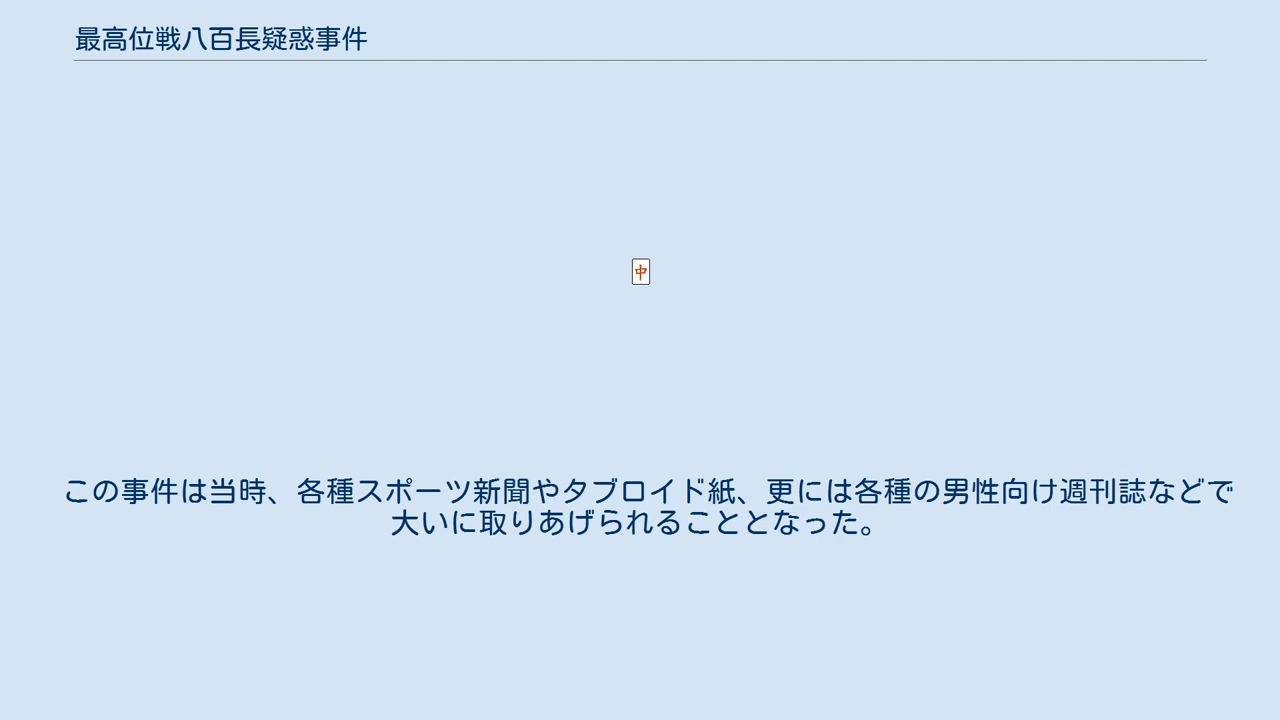 最高位戦八百長疑惑事件
中
この事件は当時、各種スポーツ新聞やタブロイド紙、更には各種の男性向け週刊誌などで
大いに取りあげられることとなった。